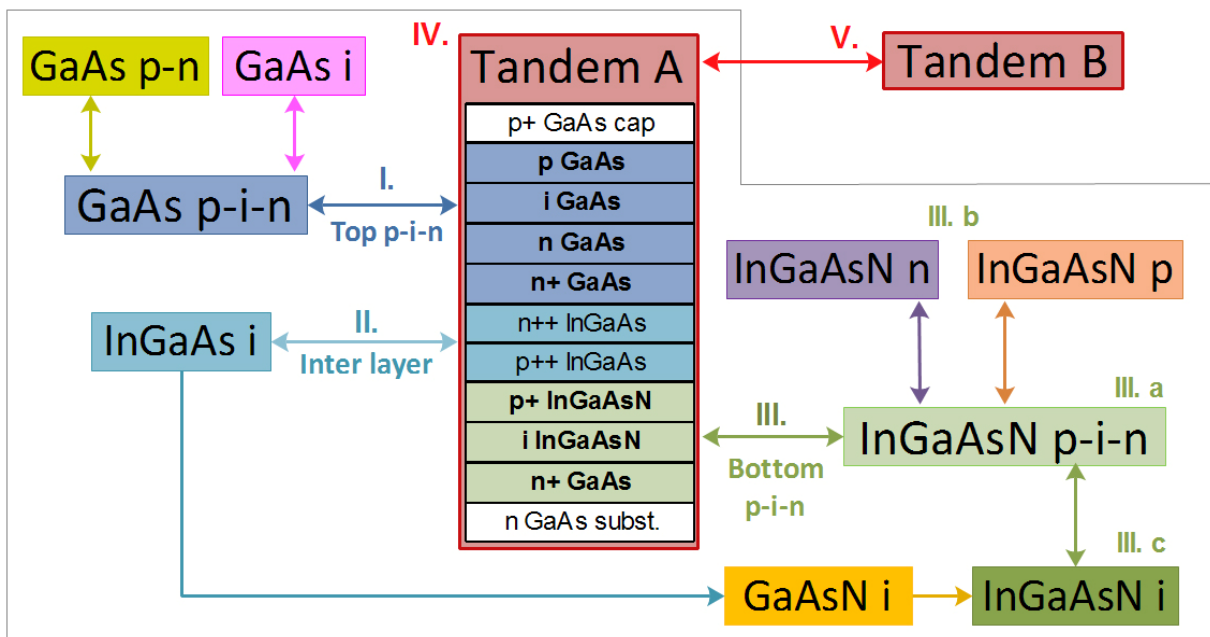 IV.
V.
GaAs p-n
GaAs i
Tandem A
Tandem B
p+ GaAs cap
p GaAs
i GaAs
n GaAs
n+ GaAs
n++ InGaAs
p++ InGaAs
p+ InGaAsN
i InGaAsN
n+ GaAs
n GaAs subst.
GaAs p-i-n
I.
Top p-i-n
InGaAs i
II.
Inter layer
III. b
InGaAsN n
InGaAsN p
III. a
InGaAsN p-i-n
III.
Bottom
p-i-n
III. c
GaAsN i
InGaAsN i